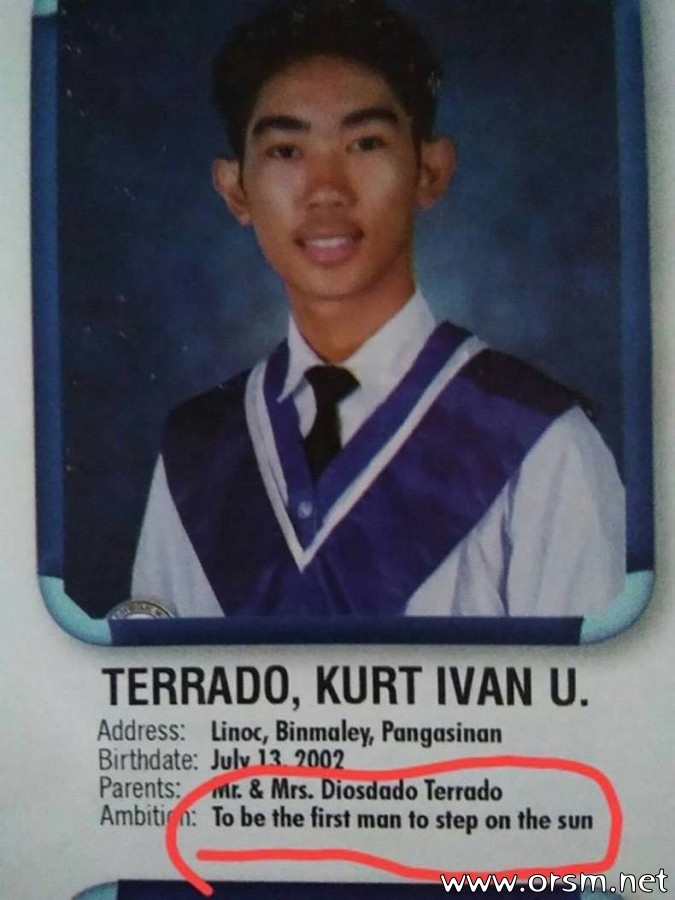 TERRADO, KURT IVAN U.
Address: Linoc, Binmaley, Pangasinan
Birthdate: July 13, 2002
Parents: Mr. & Mrs. Diosdado Terrado
Ambition: To be the first man to step on the sun
www.orsm.net